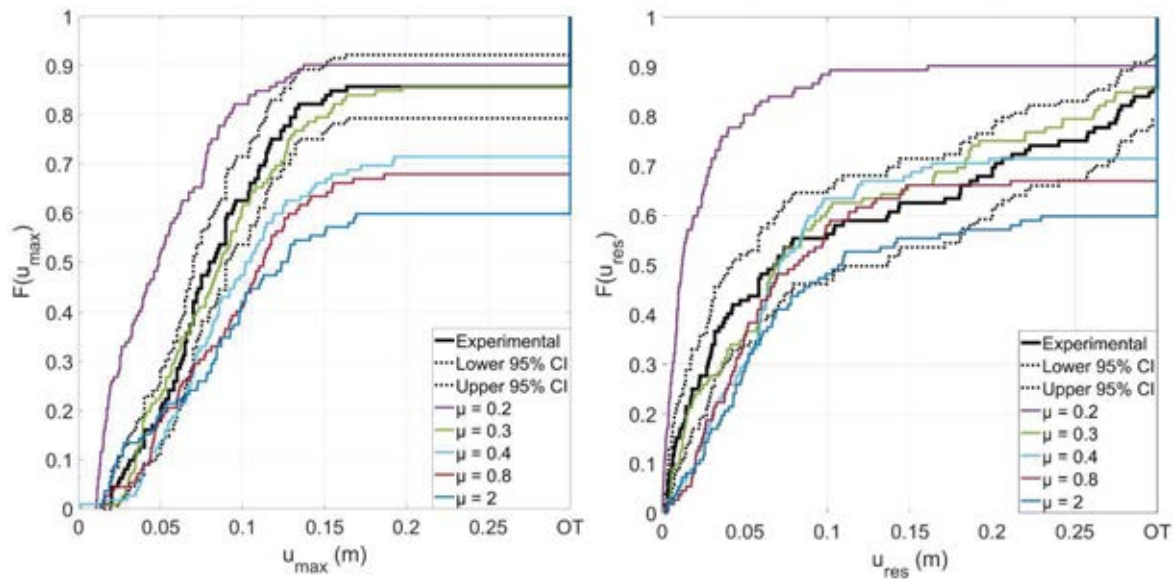 1
0.9
0.8
0.7
0.6
0.5
0.4
0.3
0.2
0.1
0
F(u_max)
0 0.05 0.1 0.15 0.2 0.25 OT
u_max (m)
Experimental
Lower 95% CI
Upper 95% CI
μ = 0.2
μ = 0.3
μ = 0.4
μ = 0.8
μ = 2
1
0.9
0.8
0.7
0.6
0.5
0.4
0.3
0.2
0.1
0
F(u_res)
0 0.05 0.1 0.15 0.2 0.25 OT
u_res (m)
Experimental
Lower 95% CI
Upper 95% CI
μ = 0.2
μ = 0.3
μ = 0.4
μ = 0.8
μ = 2